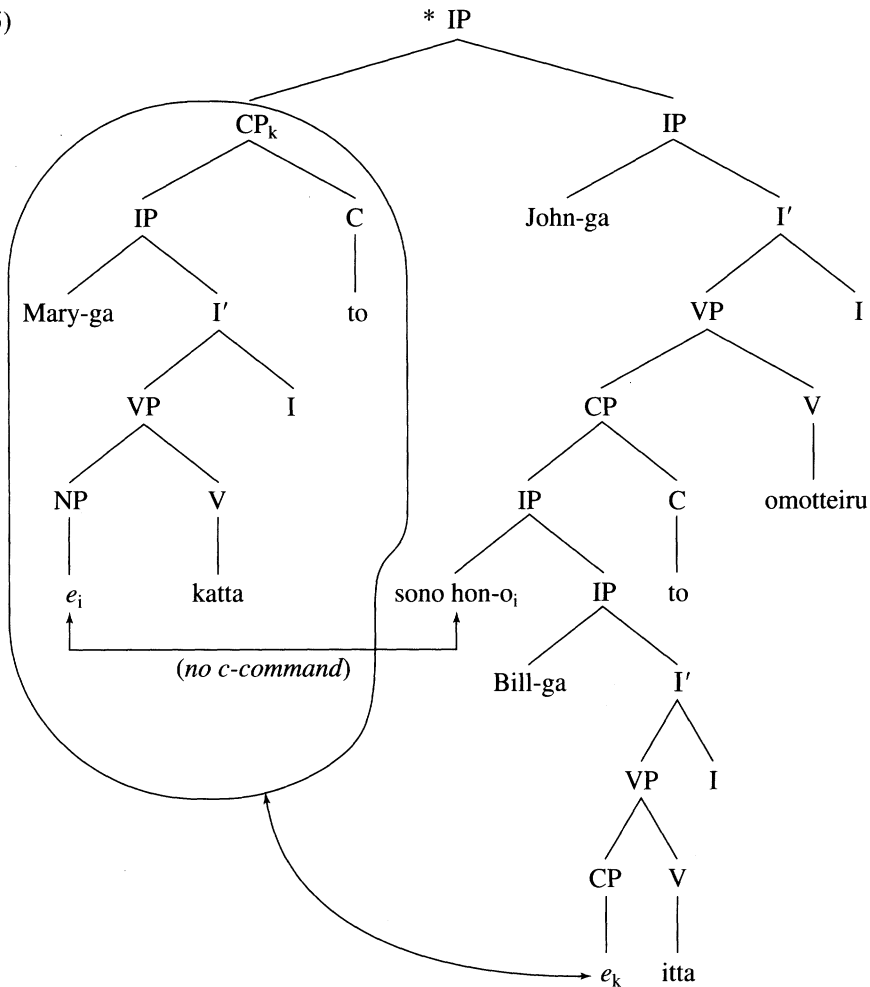 * IP
CPk IP
IP C John-ga I′
Mary-ga I′ to VP I
VP I CP V
NP V IP C omotteiru
ei katta sono hon-oi IP to
(no c-command) Bill-ga I′
VP I
CP V
ek itta